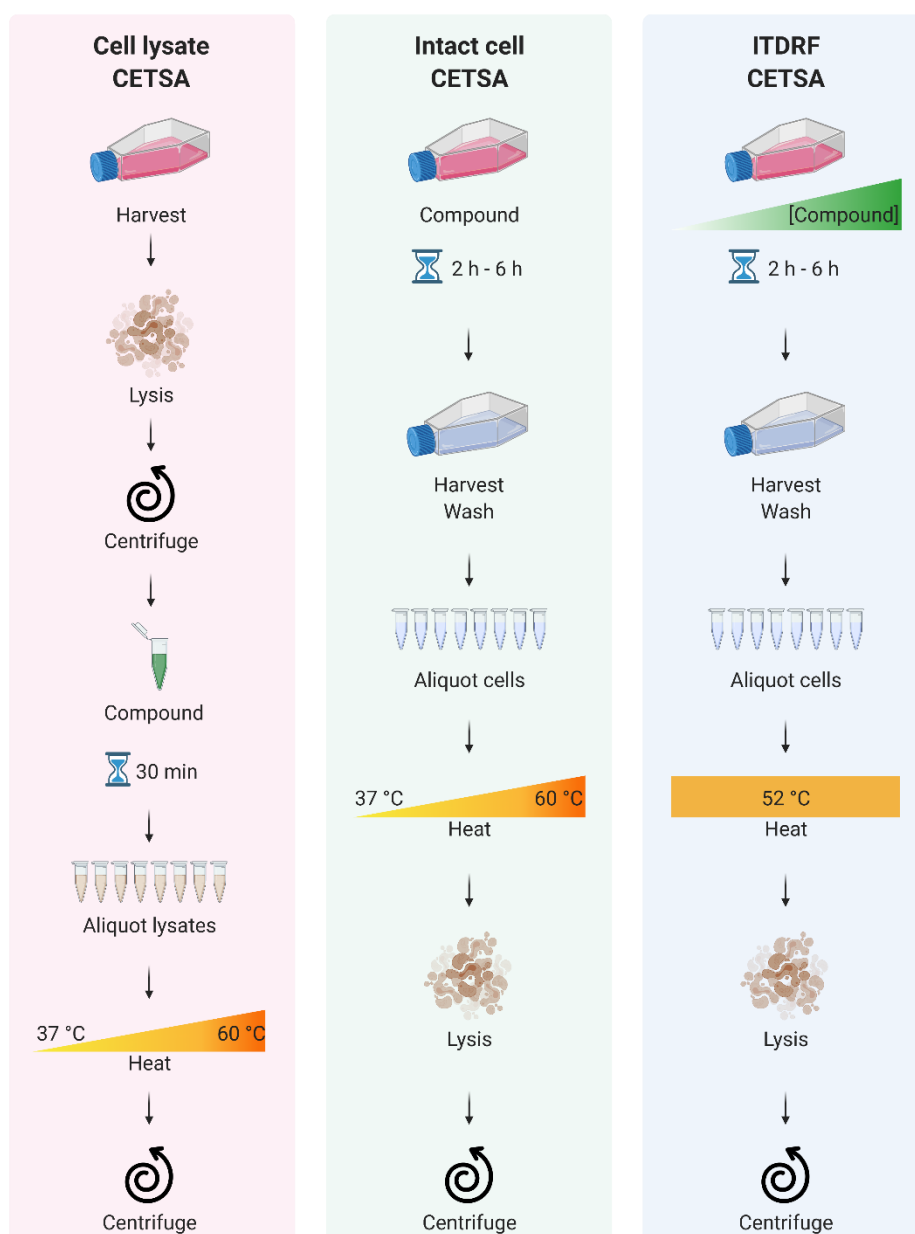 Cell lysate
CETSA
Harvest
Lysis
Centrifuge
Compound
30 min
Aliquot lysates
37 °C
60 °C
Heat
Centrifuge
Intact cell
CETSA
Compound
2 h - 6 h
Harvest
Wash
Aliquot cells
37 °C
60 °C
Heat
Lysis
Centrifuge
ITDRF
CETSA
[Compound]
2 h - 6 h
Harvest
Wash
Aliquot cells
52 °C
Heat
Lysis
Centrifuge